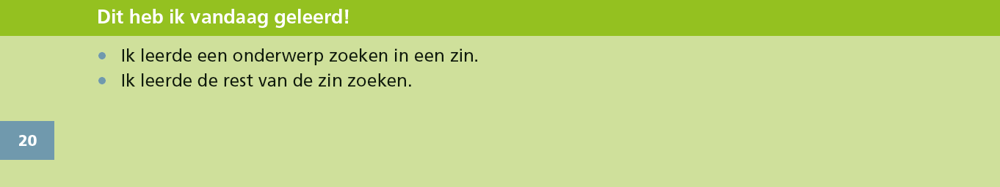 Dit heb ik vandaag geleerd!
• Ik leerde een onderwerp zoeken in een zin.
• Ik leerde de rest van de zin zoeken.
20